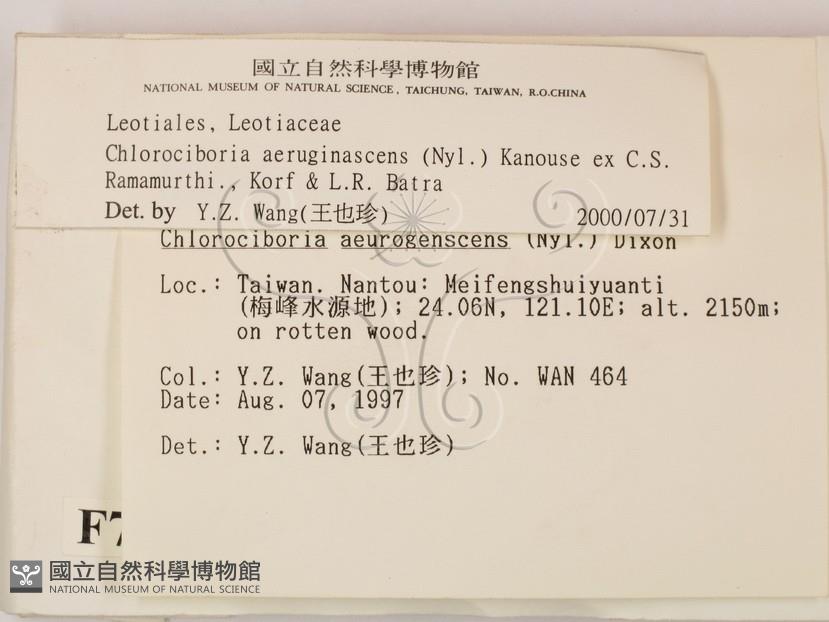 國立自然科學博物館
NATIONAL MUSEUM OF NATURAL SCIENCE, TAICHUNG, TAIWAN, R.O.CHINA
Leotiales, Leotiaceae
Chlorociboria aeruginascens (Nyl.) Kanouse ex C.S.
Ramamurthi., Korf & L.R. Batra
Det. by Y.Z. Wang(王也珍) 2000/07/31
Chlorociboria aeurogenscens (Nyl.) Dixon
Loc.: Taiwan. Nantou: Meifengshuiyuanti
(梅峰水源地); 24.06N, 121.10E; alt. 2150m;
on rotten wood.
Col.: Y.Z. Wang(王也珍); No. WAN 464
Date: Aug. 07, 1997
Det.: Y.Z. Wang(王也珍)
F7
國立自然科學博物館
NATIONAL MUSEUM OF NATURAL SCIENCE